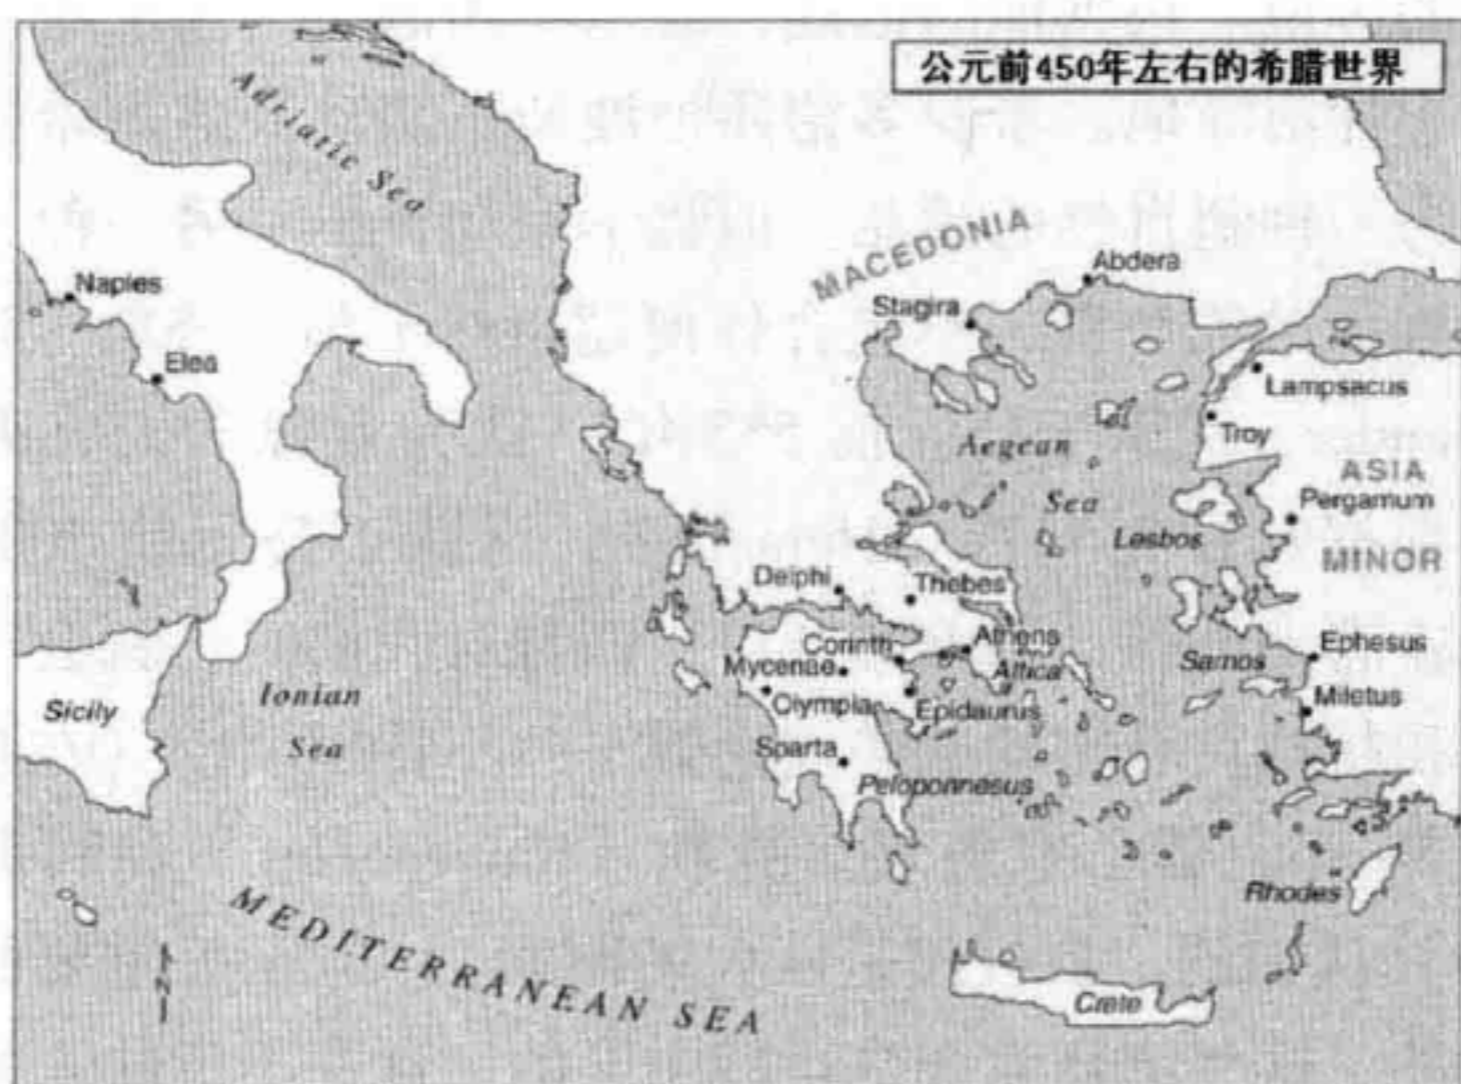 公元前450年左右的希腊世界
Adriatic Sea
MACEDONIA
Abdera
Naples
Stagira
Elea
Lampsacus
Troy
Aegean
Sea
ASIA
MINOR
Pergamum
Lesbos
Delphi
Thebes
Corinth
Athens
Attica
Mycenae
Olympia
Epidaurus
Samos
Ephesus
Miletus
Sicily
Ionian
Sea
Sparta
Peloponnesus
Rhodes
MEDITERRANEAN SEA
N
Crete